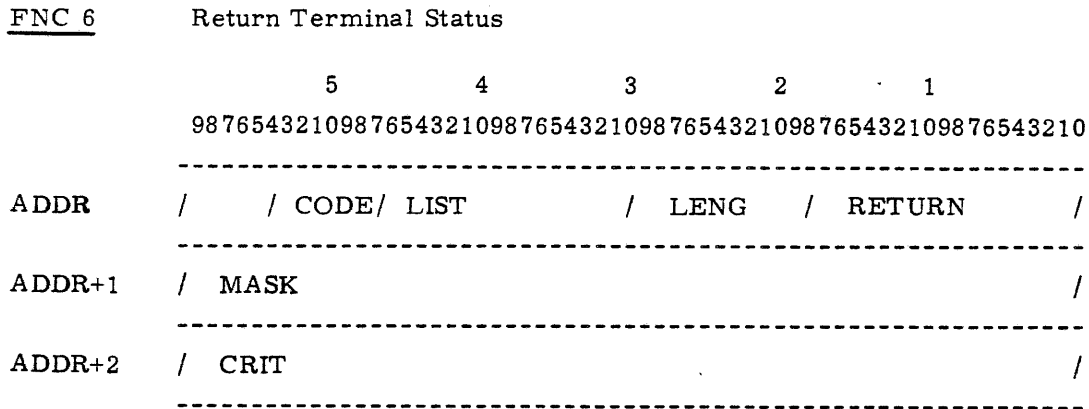 FNC 6 Return Terminal Status
5 4 3 2 1
987654321098765432109876543210987654321098765432109876543210
------------------------------------------------------------
ADDR / / CODE/ LIST / LENG / RETURN /
------------------------------------------------------------
ADDR+1 / MASK /
------------------------------------------------------------
ADDR+2 / CRIT /
------------------------------------------------------------